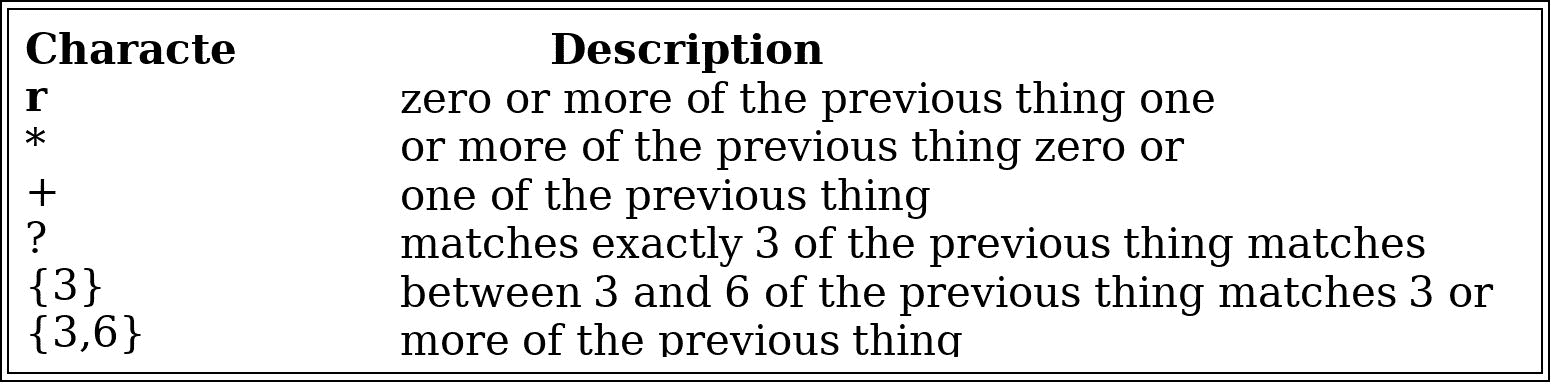 Characte Description
r zero or more of the previous thing one
* or more of the previous thing zero or
+ one of the previous thing
? matches exactly 3 of the previous thing matches
{3} between 3 and 6 of the previous thing matches 3 or
{3,6} more of the previous thing